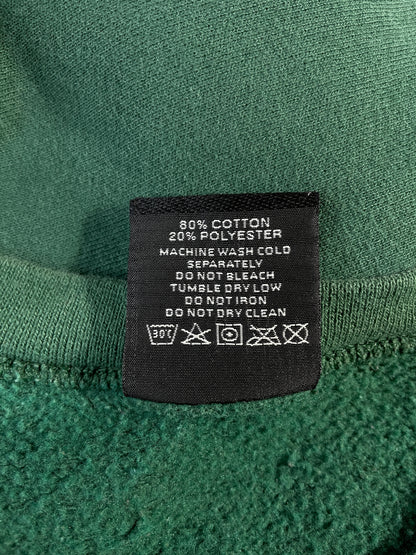 80% COTTON
20% POLYESTER
MACHINE WASH COLD
SEPARATELY
DO NOT BLEACH
TUMBLE DRY LOW
DO NOT IRON
DO NOT DRY CLEAN
30℃